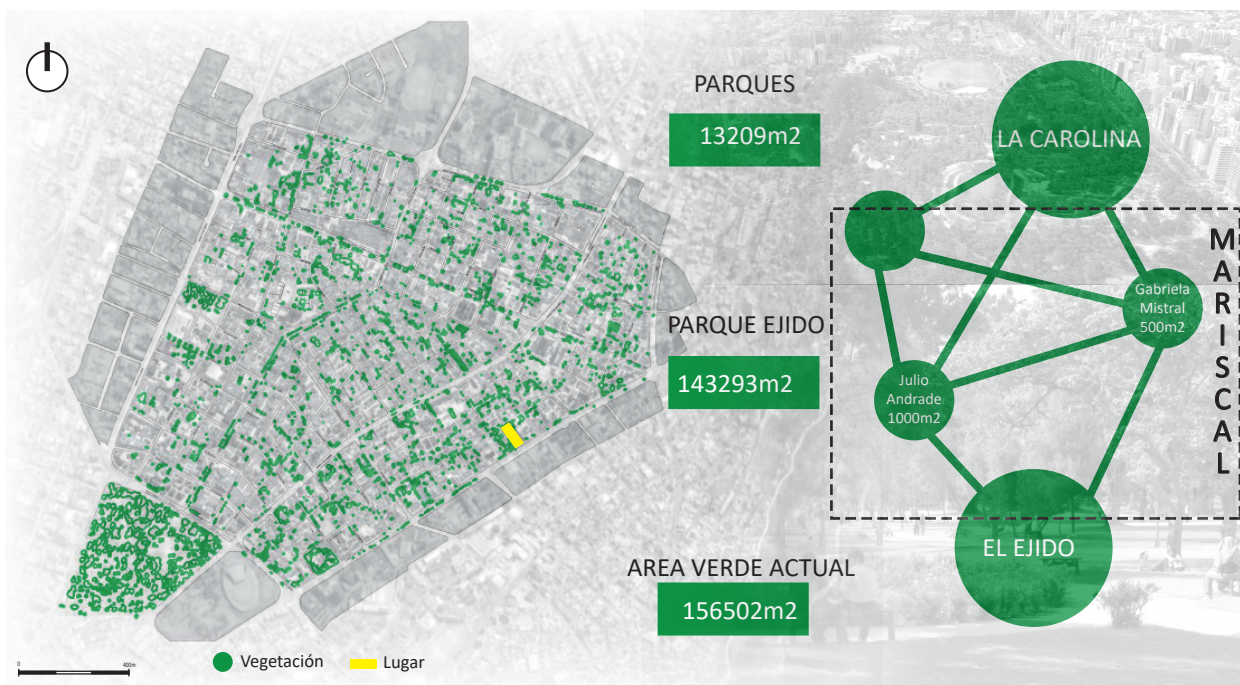 PARQUES
13209m2
PARQUE EJIDO
143293m2
AREA VERDE ACTUAL
156502m2
LA CAROLINA
Gabriela
Mistral
500m2
Julio
Andrade
1000m2
EL EJIDO
MARISCAL
0
400m
Vegetación
Lugar